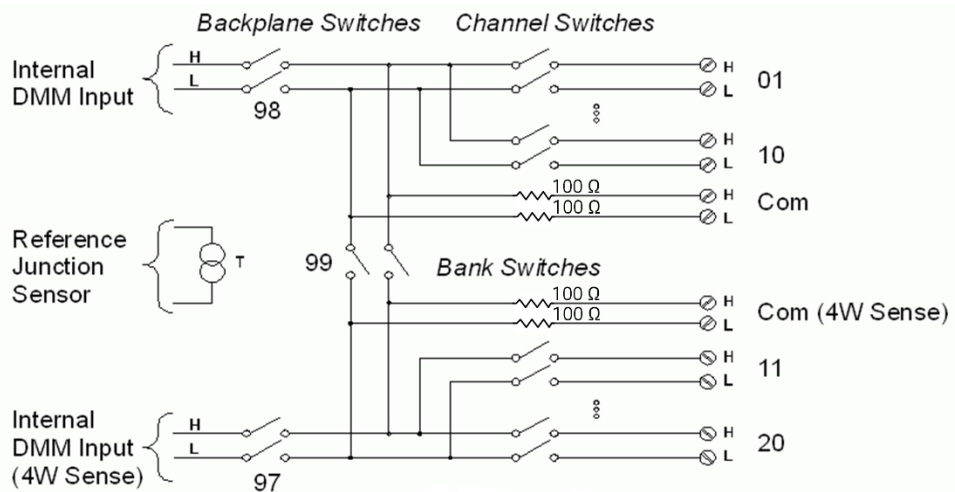 Backplane Switches
Channel Switches
Internal
DMM Input
H
L
98
H
L
01
H
L
10
100 Ω
100 Ω
H
L
Com
Reference
Junction
Sensor
T
99
Bank Switches
100 Ω
100 Ω
H
L
Com (4W Sense)
H
L
11
Internal
DMM Input
(4W Sense)
H
L
97
H
L
20